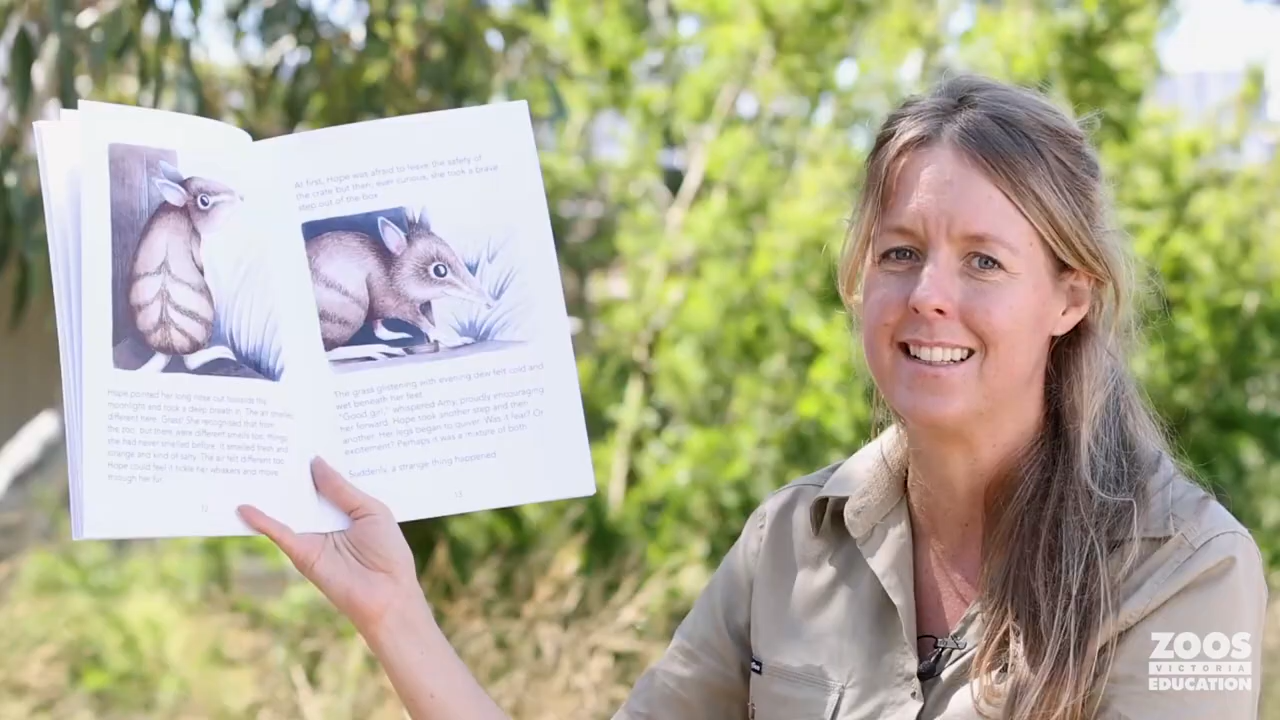 Hope pointed her long nose out towards the
moonlight and took a deep breath in. The air smelled
different here. Grass! She recognised that from
the zoo, but there were different smells too; things
she had never smelled before. It smelled fresh and
strange and kind of salty. The air felt different too.
Hope could feel it tickle her whiskers and move
through her fur.
12
At first, Hope was afraid to leave the safety of
the crate but then, ever curious, she took a brave
step out of the box.
The grass glistening with evening dew felt cold and
wet beneath her feet.
"Good girl," whispered Amy, proudly encouraging
her forward. Hope took another step and then
another. Her legs began to quiver. Was it fear? Or
excitement? Perhaps it was a mixture of both.
Suddenly, a strange thing happened
13
ZOOS
VICTORIA
EDUCATION